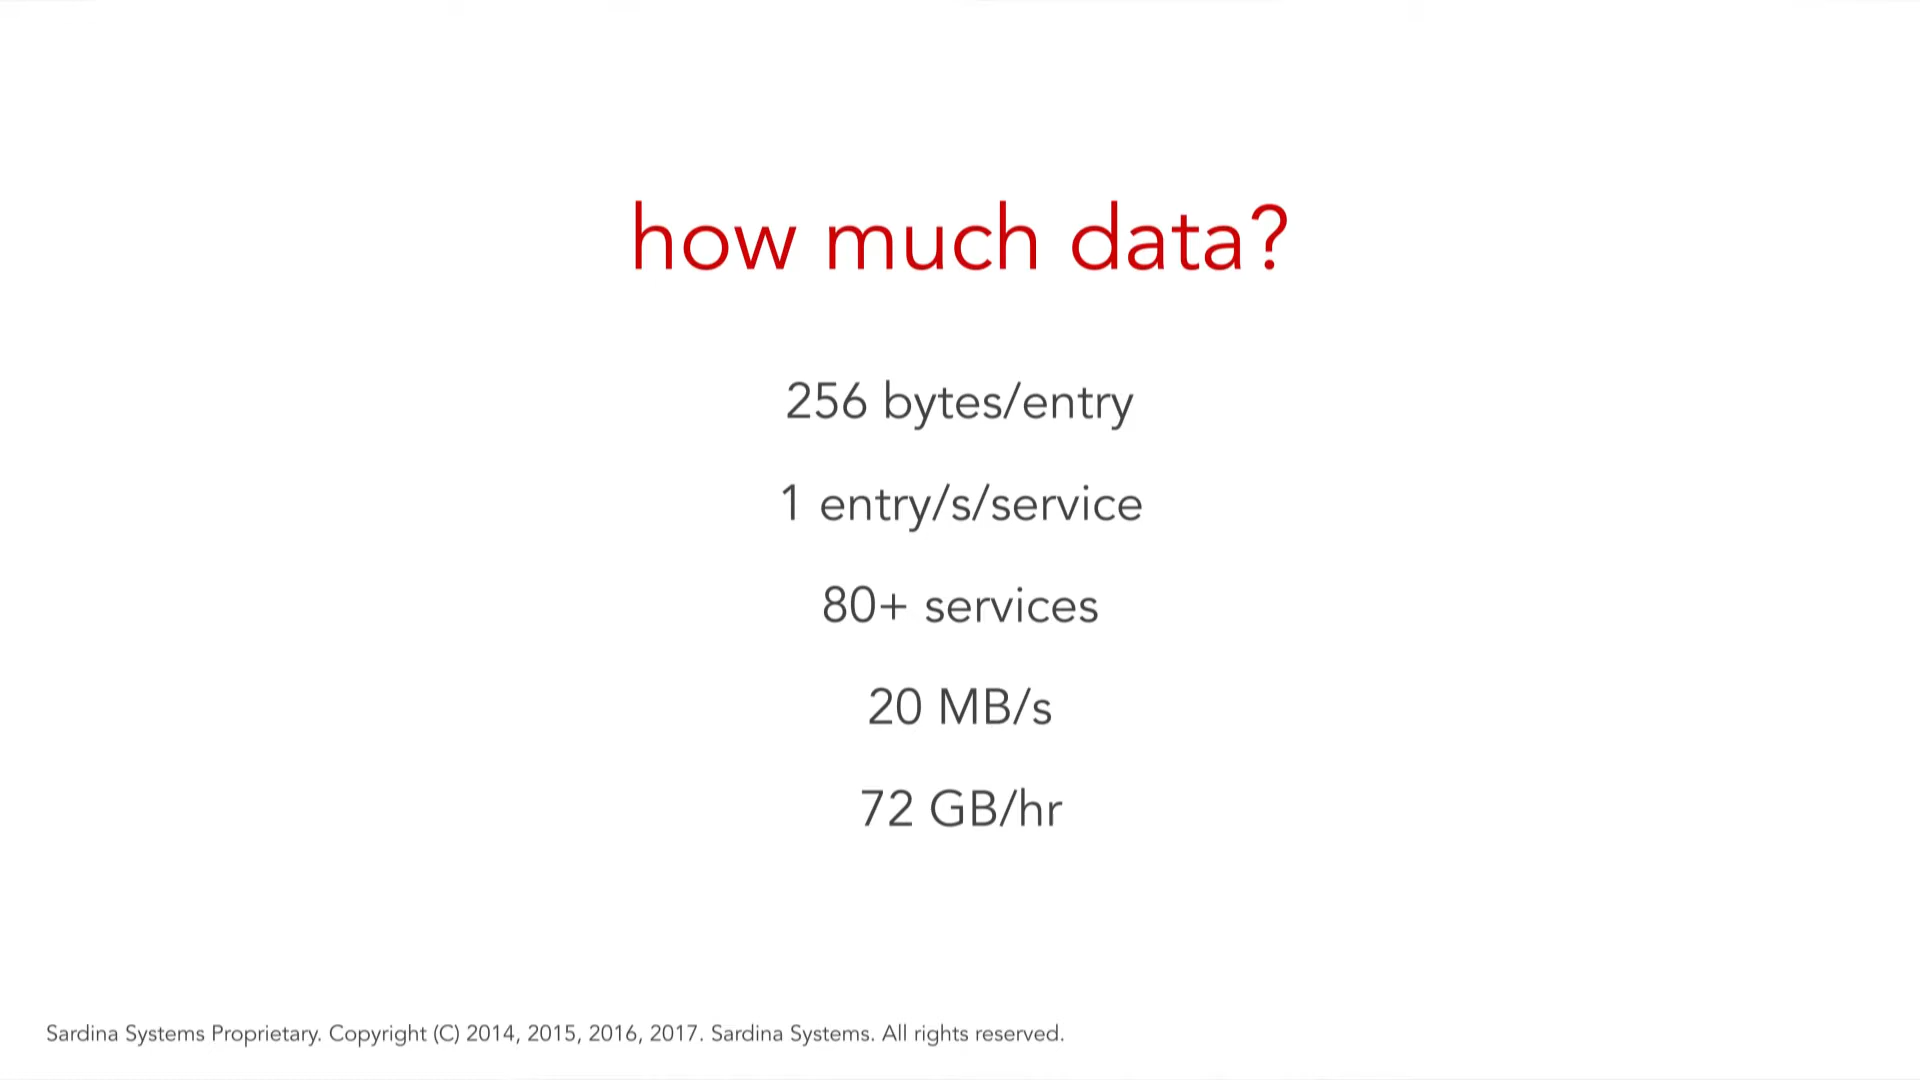 how much data?
256 bytes/entry
1 entry/s/service
80+ services
20 MB/s
72 GB/hr
Sardina Systems Proprietary. Copyright (C) 2014, 2015, 2016, 2017. Sardina Systems. All rights reserved.